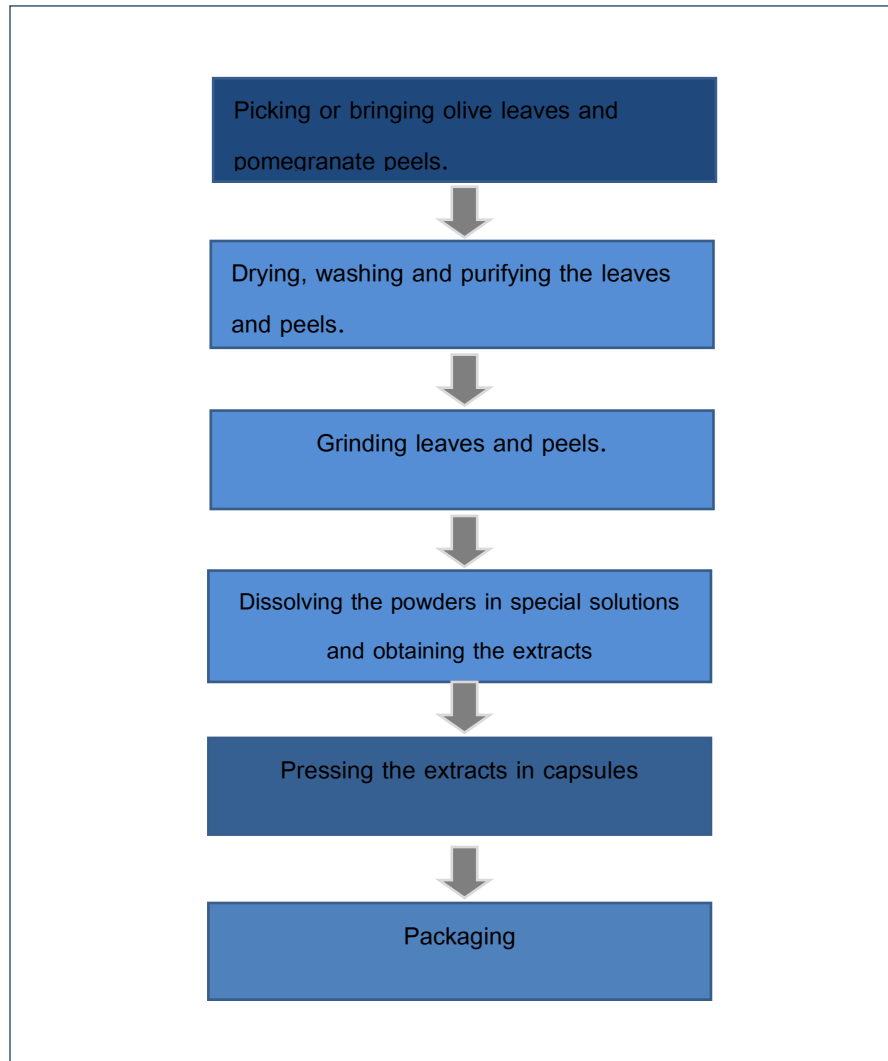 Picking or bringing olive leaves and
pomegranate peels.
Drying, washing and purifying the leaves
and peels.
Grinding leaves and peels.
Dissolving the powders in special solutions
and obtaining the extracts
Pressing the extracts in capsules
Packaging